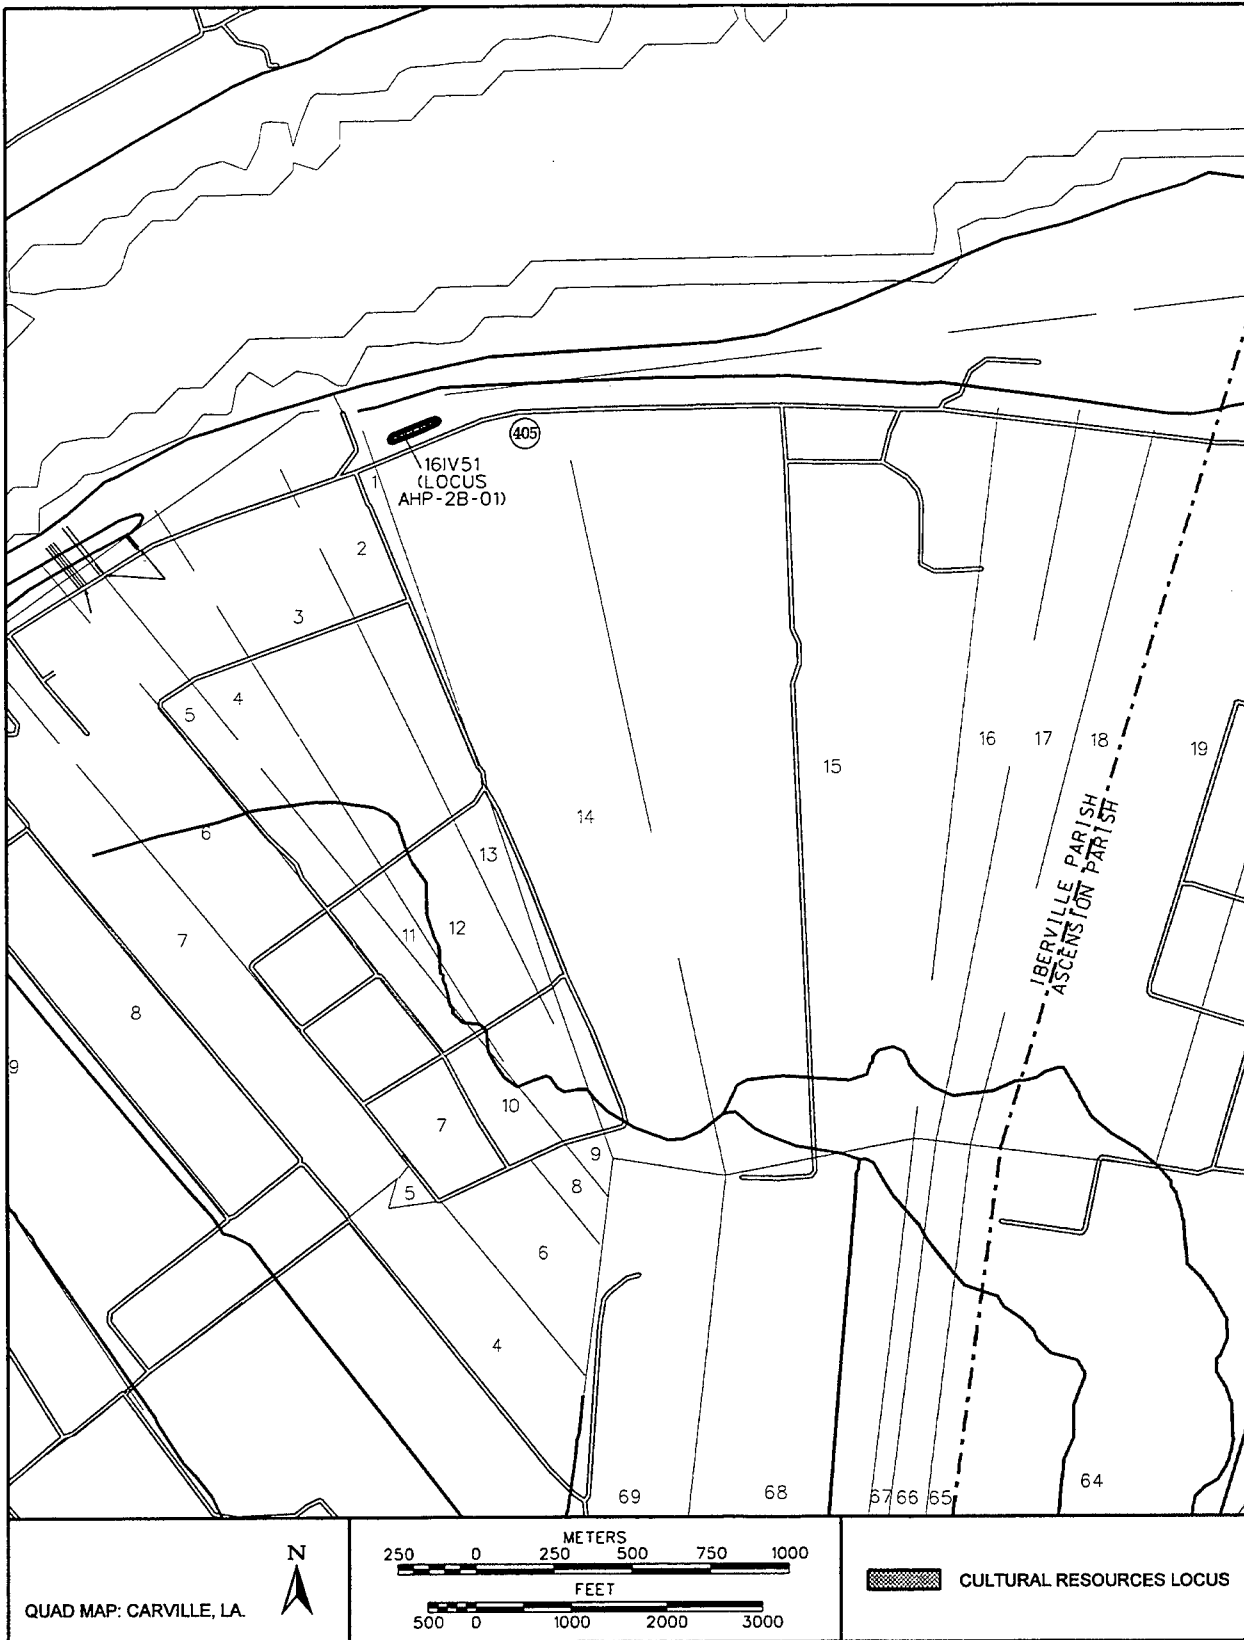 405
16IV51
(LOCUS
AHP-2B-01)
1
2
3
4
5
6
7
8
9
14
15
16
17
18
19
13
12
11
10
7
9
8
5
6
4
IBERVILLE PARISH
ASCENSION PARISH
69
68
67
66
65
64
N
QUAD MAP: CARVILLE, LA.
METERS
250 0 250 500 750 1000
FEET
500 0 1000 2000 3000
CULTURAL RESOURCES LOCUS